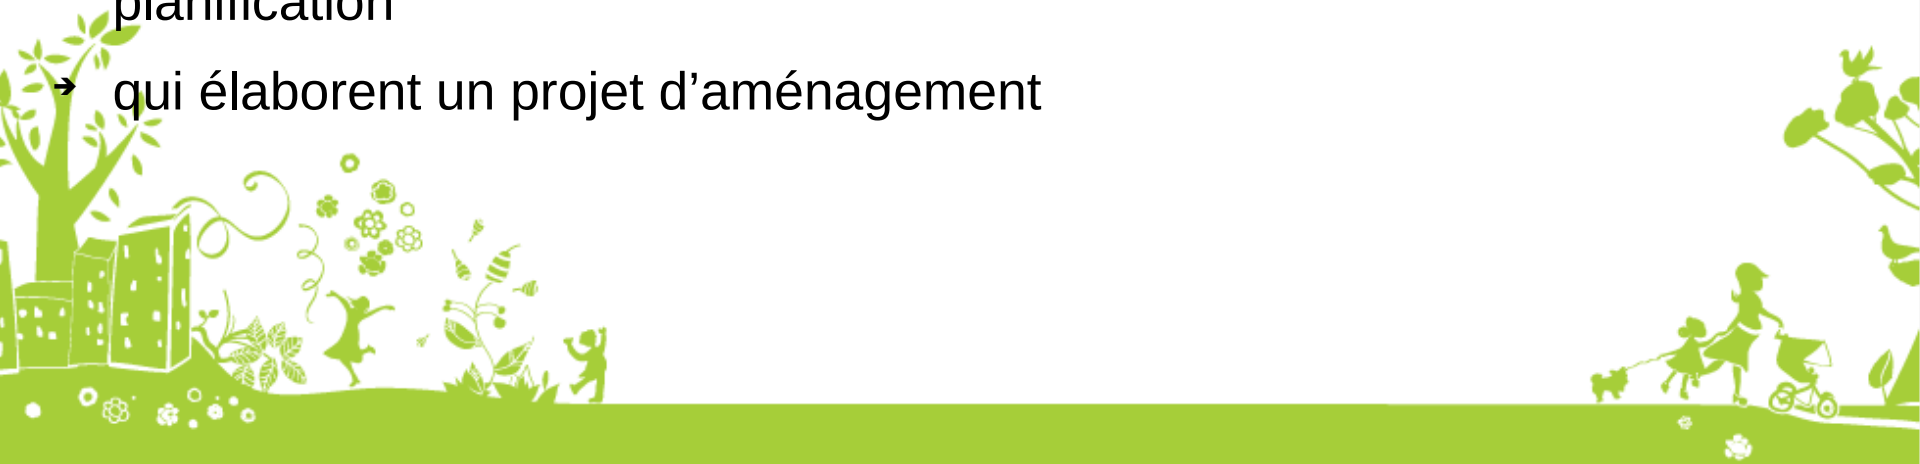 planification
➔ qui élaborent un projet d’aménagement